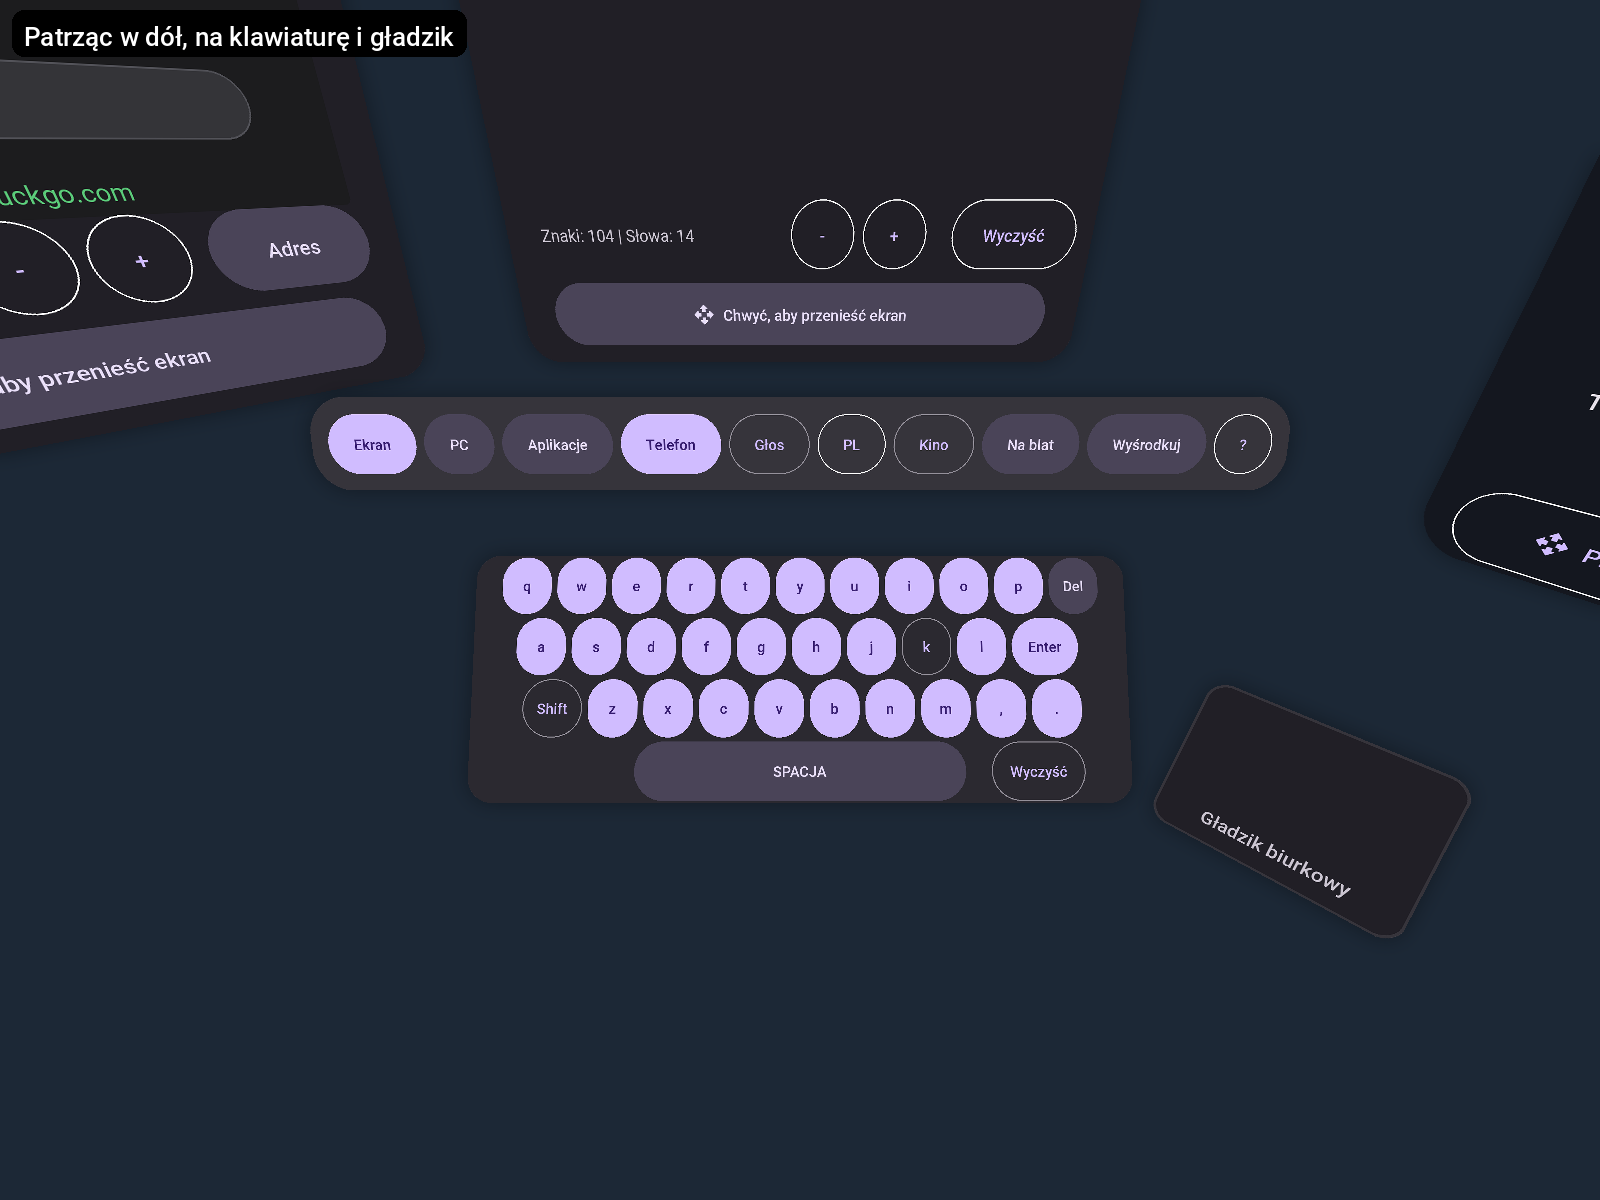 Patrząc w dół, na klawiaturę i gładzik
uckgo.com
- + Adres
aby przenieść ekran
Znaki: 104 | Słowa: 14 - + Wyczyść
Chwyć, aby przenieść ekran
Ekran PC Aplikacje Telefon Głos PL Kino Na blat Wyśrodkuj ?
q w e r t y u i o p Del
a s d f g h j k l Enter
Shift z x c v b n m , .
SPACJA Wyczyść
Gładzik biurkowy